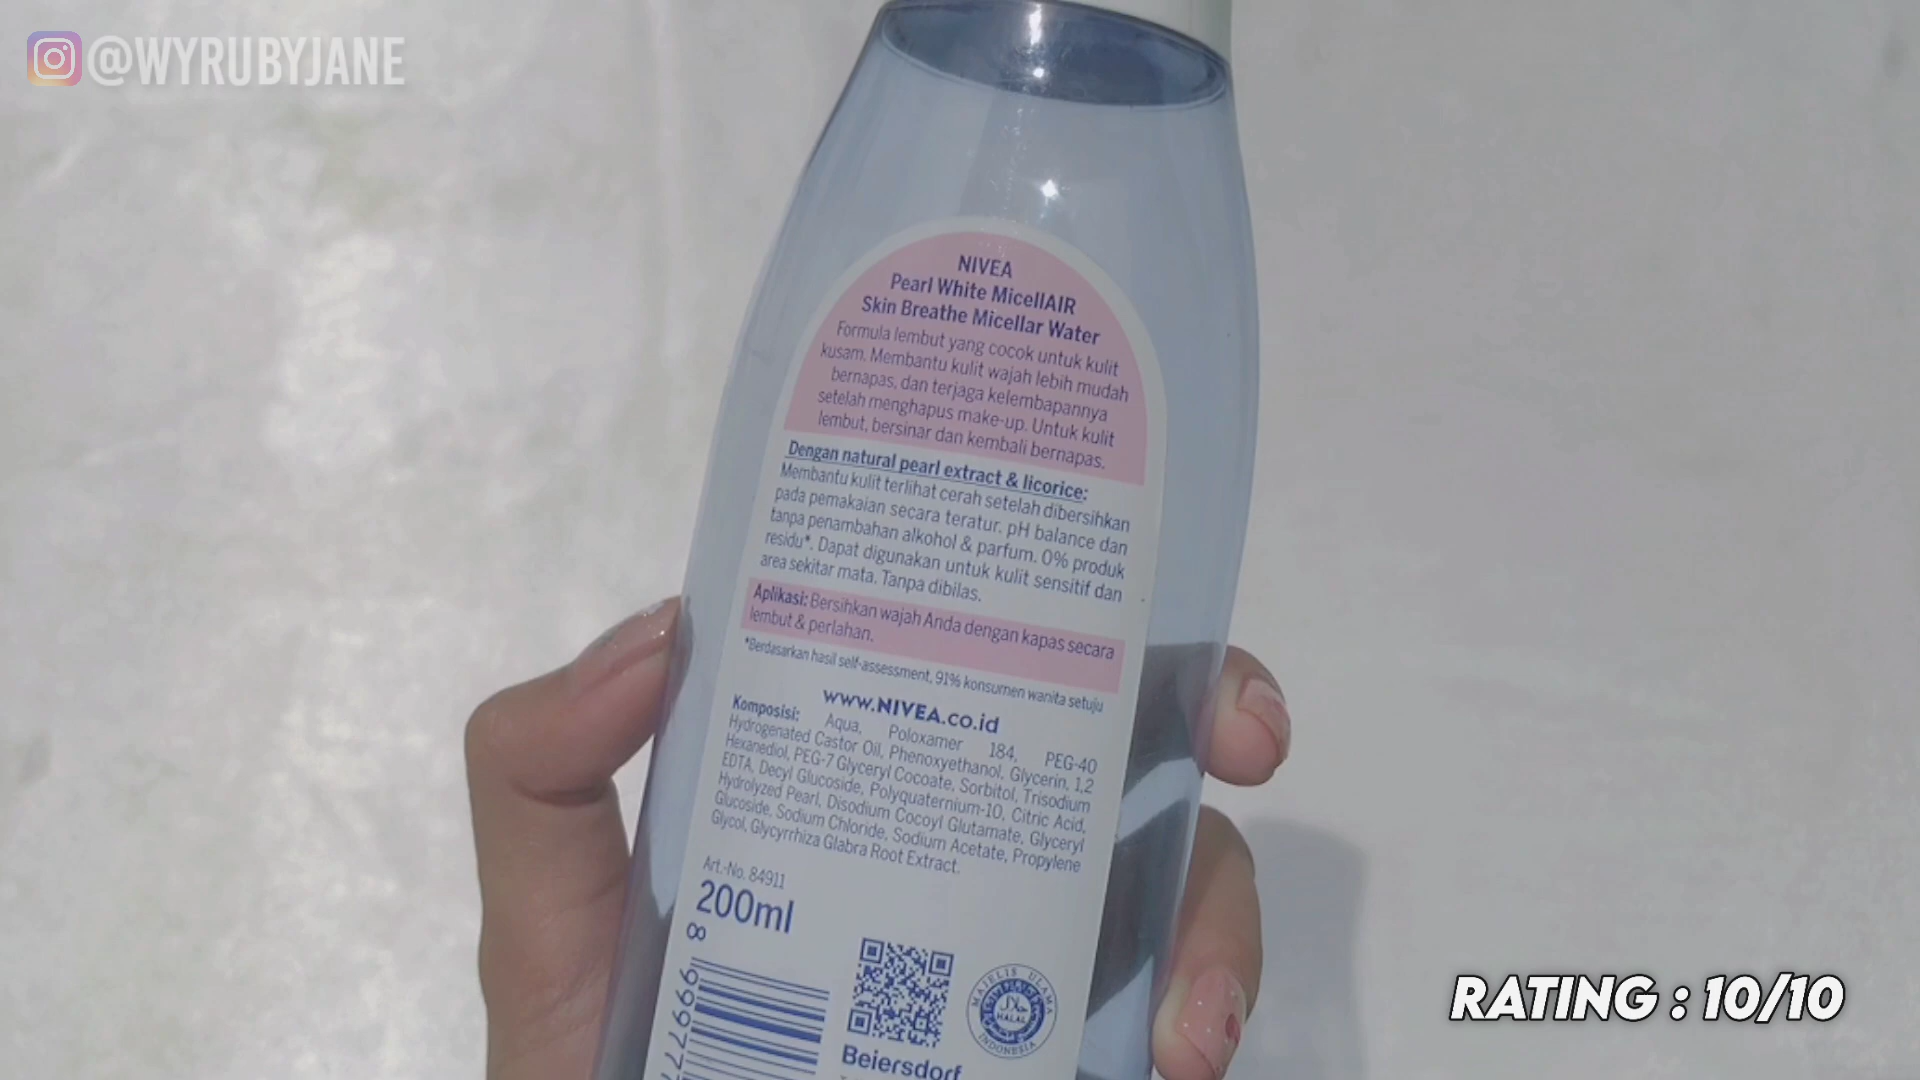 @WYRUBYJANE
NIVEA
Pearl White MicellAIR
Skin Breathe Micellar Water
Formula lembut yang cocok untuk kulit
kusam. Membantu kulit wajah lebih mudah
bernapas, dan terjaga kelembapannya
setelah menghapus make-up. Untuk kulit
lembut, bersinar dan kembali bernapas.
Dengan natural pearl extract & licorice:
Membantu kulit terlihat cerah setelah dibersihkan
pada pemakaian secara teratur. pH balance dan
tanpa penambahan alkohol & parfum. 0% produk
residu*. Dapat digunakan untuk kulit sensitif dan
area sekitar mata. Tanpa dibilas.
Aplikasi: Bersihkan wajah Anda dengan kapas secara
lembut & perlahan.
*Berdasarkan hasil self-assessment, 91% konsumen wanita setuju
www.NIVEA.co.id
Komposisi: Aqua, Poloxamer 184, PEG-40
Hydrogenated Castor Oil, Phenoxyethanol, Glycerin, 1,2
Hexanediol, PEG-7 Glyceryl Cocoate, Sorbitol, Trisodium
EDTA, Decyl Glucoside, Polyquaternium-10, Citric Acid,
Hydrolyzed Pearl, Disodium Cocoyl Glutamate, Glyceryl
Glucoside, Sodium Chloride, Sodium Acetate, Propylene
Glycol, Glycyrrhiza Glabra Root Extract.
Art.-No. 84911
200ml
MAJELIS ULAMA
HALAL
INDONESIA
Beiersdorf
RATING : 10/10